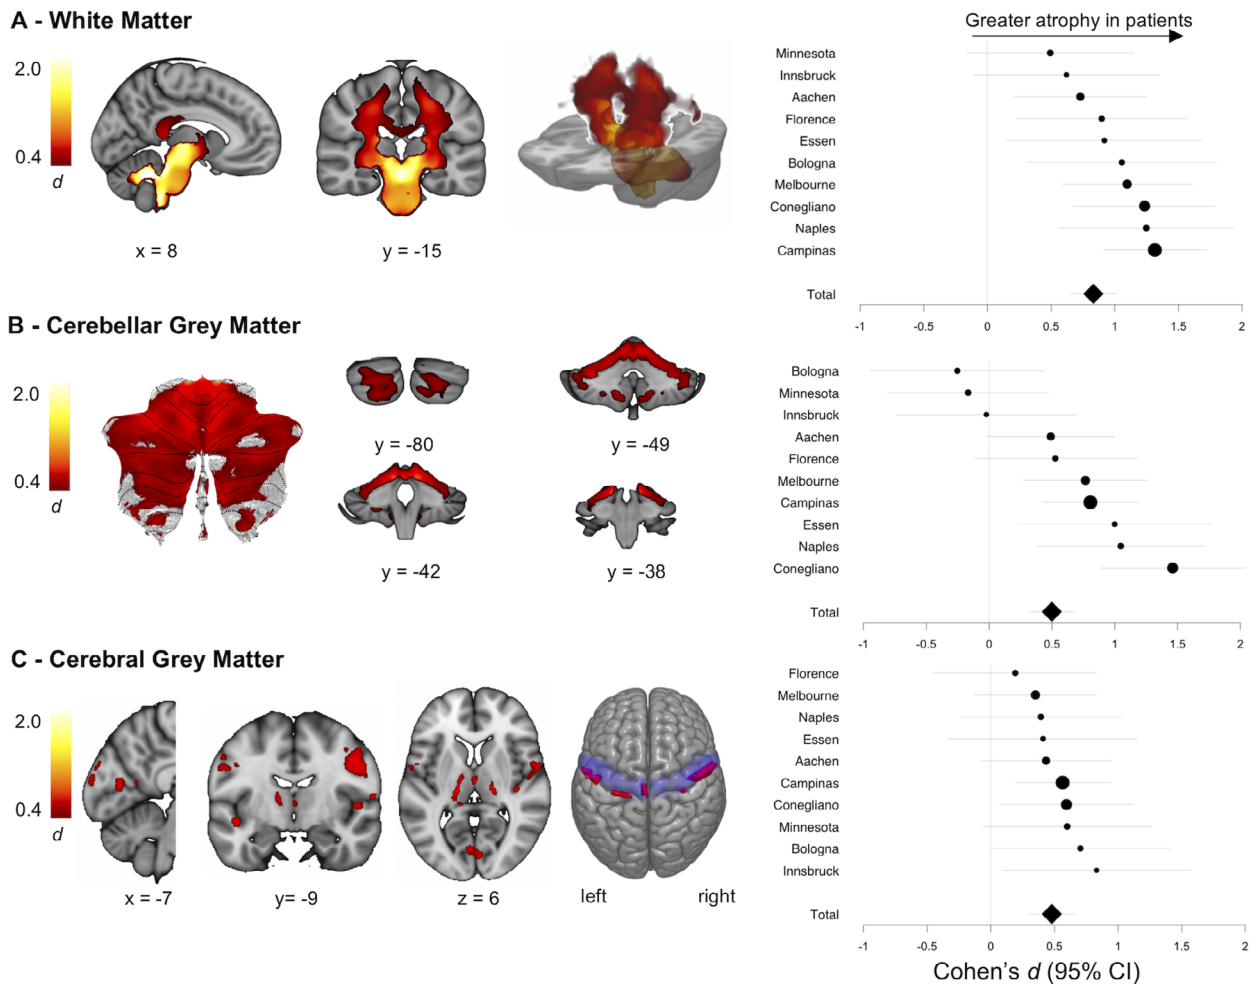 A - White Matter
2.0
0.4
d
x = 8
y = -15
Greater atrophy in patients
Minnesota
Innsbruck
Aachen
Florence
Essen
Bologna
Melbourne
Conegliano
Naples
Campinas
Total
-1 -0.5 0 0.5 1 1.5 2
B - Cerebellar Grey Matter
2.0
0.4
d
y = -80
y = -49
y = -42
y = -38
Bologna
Minnesota
Innsbruck
Aachen
Florence
Melbourne
Campinas
Essen
Naples
Conegliano
Total
-1 -0.5 0 0.5 1 1.5 2
C - Cerebral Grey Matter
2.0
0.4
d
x = -7
y= -9
z = 6
left right
Florence
Melbourne
Naples
Essen
Aachen
Campinas
Conegliano
Minnesota
Bologna
Innsbruck
Total
-1 -0.5 0 0.5 1 1.5 2
Cohen's d (95% CI)